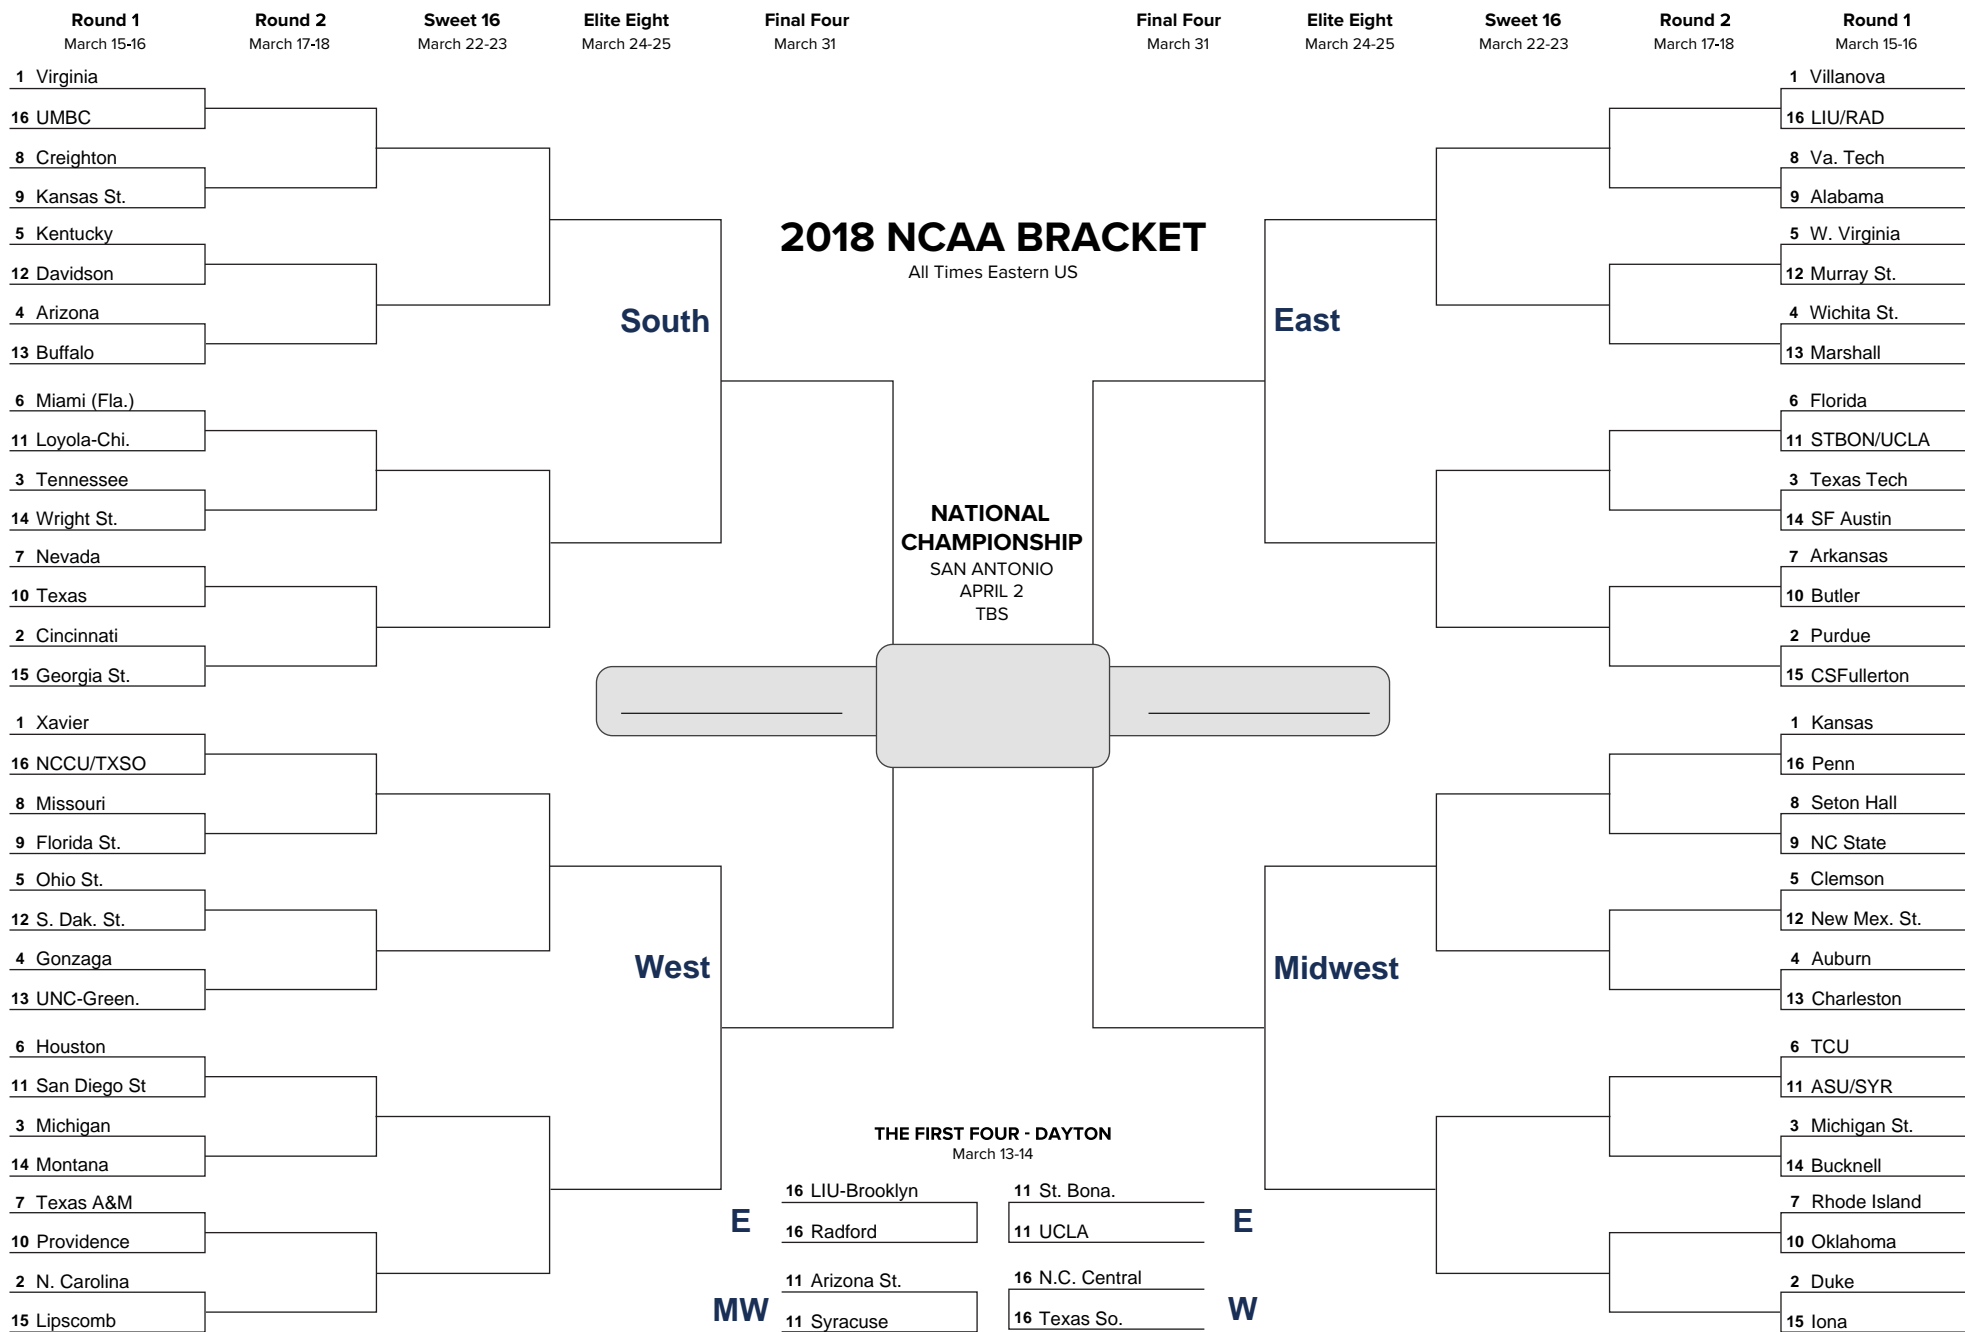 Round 1
March 15-16
Round 2
March 17-18
Sweet 16
March 22-23
Elite Eight
March 24-25
Final Four
March 31
Final Four
March 31
Elite Eight
March 24-25
Sweet 16
March 22-23
Round 2
March 17-18
Round 1
March 15-16
1 Virginia
16 UMBC
8 Creighton
9 Kansas St.
5 Kentucky
12 Davidson
4 Arizona
13 Buffalo
6 Miami (Fla.)
11 Loyola-Chi.
3 Tennessee
14 Wright St.
7 Nevada
10 Texas
2 Cincinnati
15 Georgia St.
South
1 Xavier
16 NCCU/TXSO
8 Missouri
9 Florida St.
5 Ohio St.
12 S. Dak. St.
4 Gonzaga
13 UNC-Green.
6 Houston
11 San Diego St
3 Michigan
14 Montana
7 Texas A&M
10 Providence
2 N. Carolina
15 Lipscomb
West
2018 NCAA BRACKET
All Times Eastern US
NATIONAL
CHAMPIONSHIP
SAN ANTONIO
APRIL 2
TBS
1 Villanova
16 LIU/RAD
8 Va. Tech
9 Alabama
5 W. Virginia
12 Murray St.
4 Wichita St.
13 Marshall
6 Florida
11 STBON/UCLA
3 Texas Tech
14 SF Austin
7 Arkansas
10 Butler
2 Purdue
15 CSFullerton
East
1 Kansas
16 Penn
8 Seton Hall
9 NC State
5 Clemson
12 New Mex. St.
4 Auburn
13 Charleston
6 TCU
11 ASU/SYR
3 Michigan St.
14 Bucknell
7 Rhode Island
10 Oklahoma
2 Duke
15 Iona
Midwest
THE FIRST FOUR - DAYTON
March 13-14
E
16 LIU-Brooklyn
16 Radford
11 St. Bona.
11 UCLA
E
MW
11 Arizona St.
11 Syracuse
16 N.C. Central
16 Texas So.
W